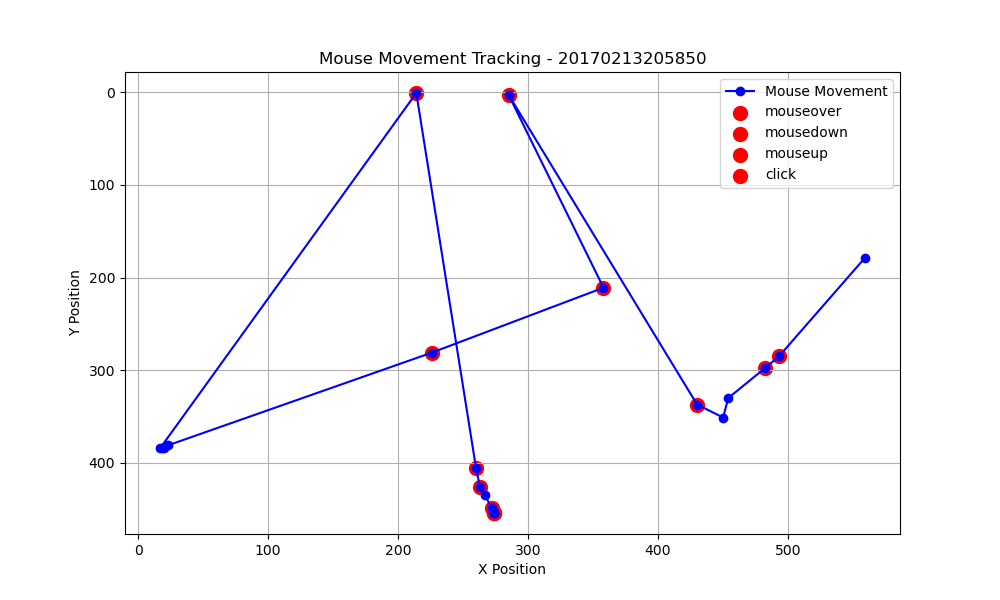 Mouse Movement Tracking - 20170213205850
Mouse Movement
mouseover
mousedown
mouseup
click
0
100
200
300
400
Y Position
0 100 200 300 400 500
X Position